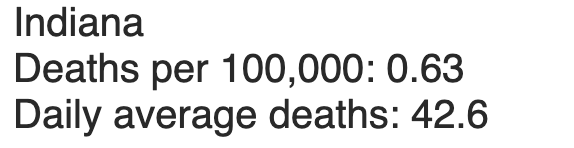 Indiana
Deaths per 100,000: 0.63
Daily average deaths: 42.6